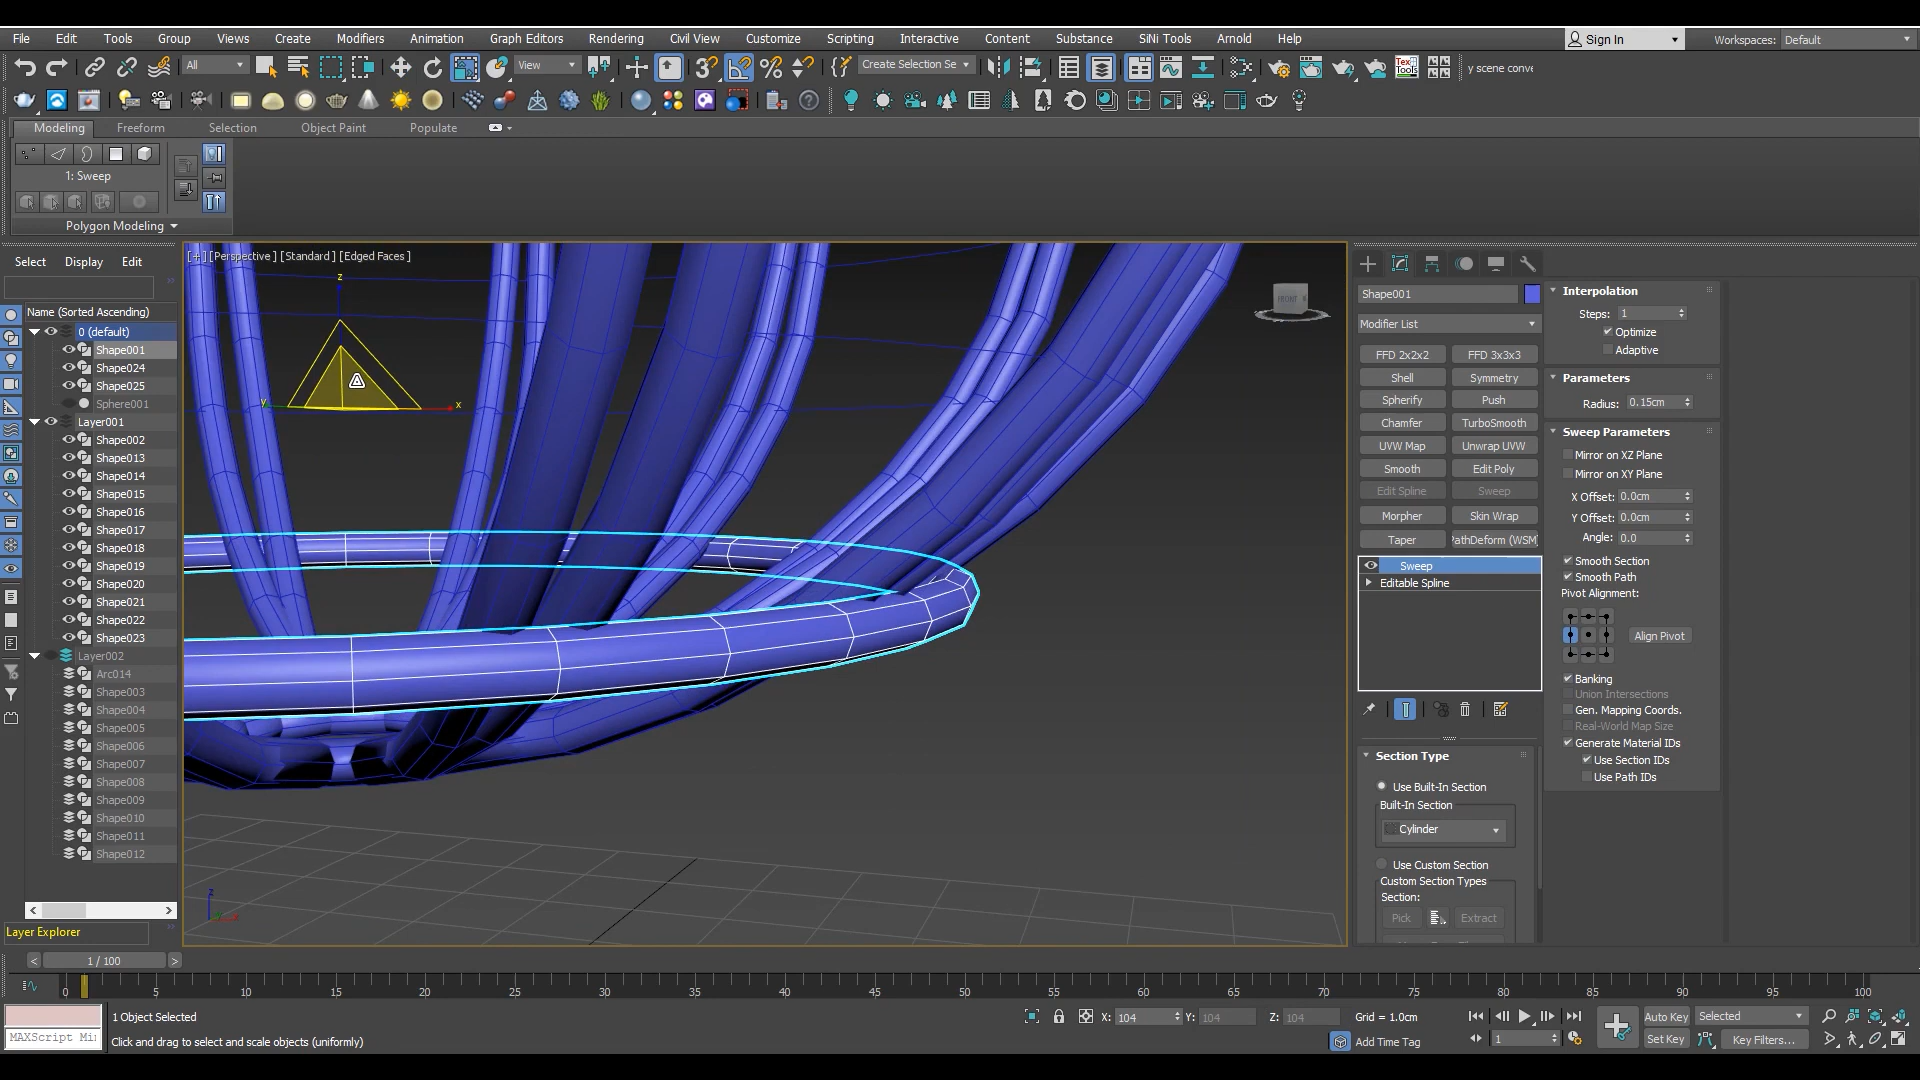 File Edit Tools Group Views Create Modifiers Animation Graph Editors Rendering Civil View Customize Scripting Interactive Content Substance SiNi Tools Arnold Help Sign In Workspaces: Default
All View Create Selection Se y scene conve
Modeling Freeform Selection Object Paint Populate
1: Sweep
Polygon Modeling
Select Display Edit
Name (Sorted Ascending)
0 (default)
Shape001
Shape024
Shape025
Sphere001
Layer001
Shape002
Shape013
Shape014
Shape015
Shape016
Shape017
Shape018
Shape019
Shape020
Shape021
Shape022
Shape023
Layer002
Arc014
Shape003
Shape004
Shape005
Shape006
Shape007
Shape008
Shape009
Shape010
Shape011
Shape012
Layer Explorer
[+] [Perspective] [Standard] [Edged Faces]
z
y x
FRONT
z
x
Shape001
Modifier List
FFD 2x2x2 FFD 3x3x3
Shell Symmetry
Spherify Push
Chamfer TurboSmooth
UVW Map Unwrap UVW
Smooth Edit Poly
Edit Spline Sweep
Morpher Skin Wrap
Taper PathDeform (WSM)
Sweep
Editable Spline
Section Type
Use Built-In Section
Built-In Section
Cylinder
Use Custom Section
Custom Section Types
Section:
Pick Extract
Interpolation
Steps: 1
Optimize
Adaptive
Parameters
Radius: 0.15cm
Sweep Parameters
Mirror on XZ Plane
Mirror on XY Plane
X Offset: 0.0cm
Y Offset: 0.0cm
Angle: 0.0
Smooth Section
Smooth Path
Pivot Alignment:
Align Pivot
Banking
Union Intersections
Gen. Mapping Coords.
Real-World Map Size
Generate Material IDs
Use Section IDs
Use Path IDs
< 1 / 100 >
0 5 10 15 20 25 30 35 40 45 50 55 60 65 70 75 80 85 90 95 100
1 Object Selected X: 104 Y: 104 Z: 104 Grid = 1.0cm Auto Key Selected
MAXScript Mi Click and drag to select and scale objects (uniformly) Add Time Tag 1 Set Key Key Filters...